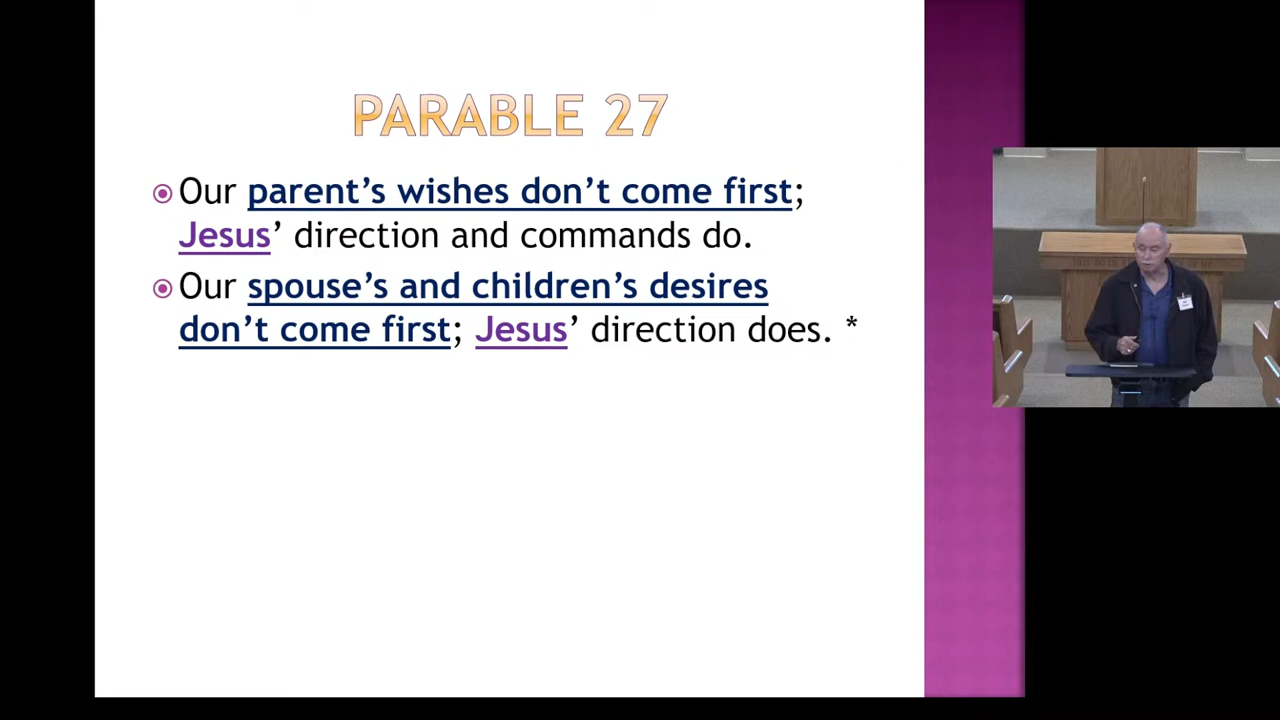 PARABLE 27
Our parent’s wishes don’t come first;
Jesus’ direction and commands do.
Our spouse’s and children’s desires
don’t come first; Jesus’ direction does. *